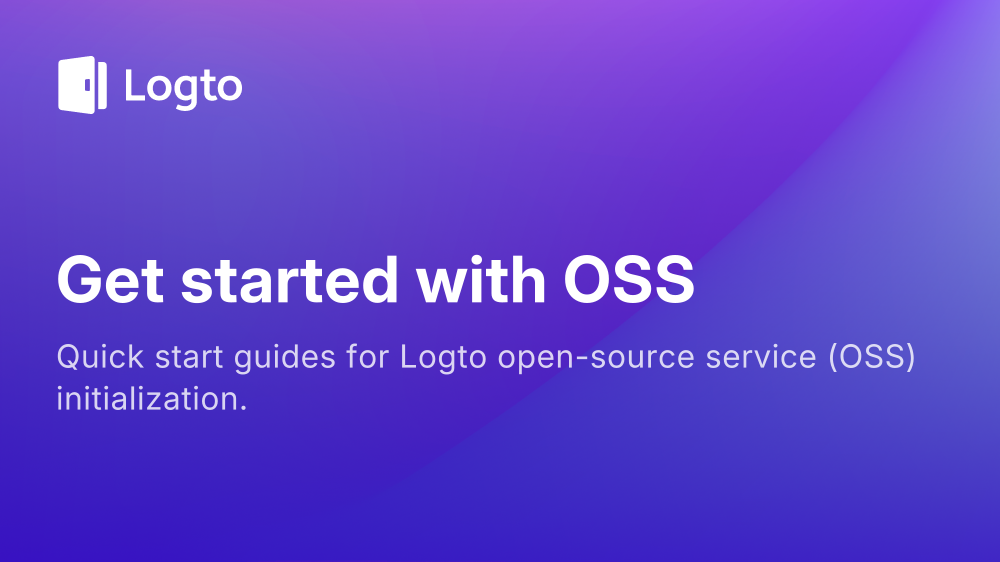 Logto
Get started with OSS
Quick start guides for Logto open-source service (OSS)
initialization.